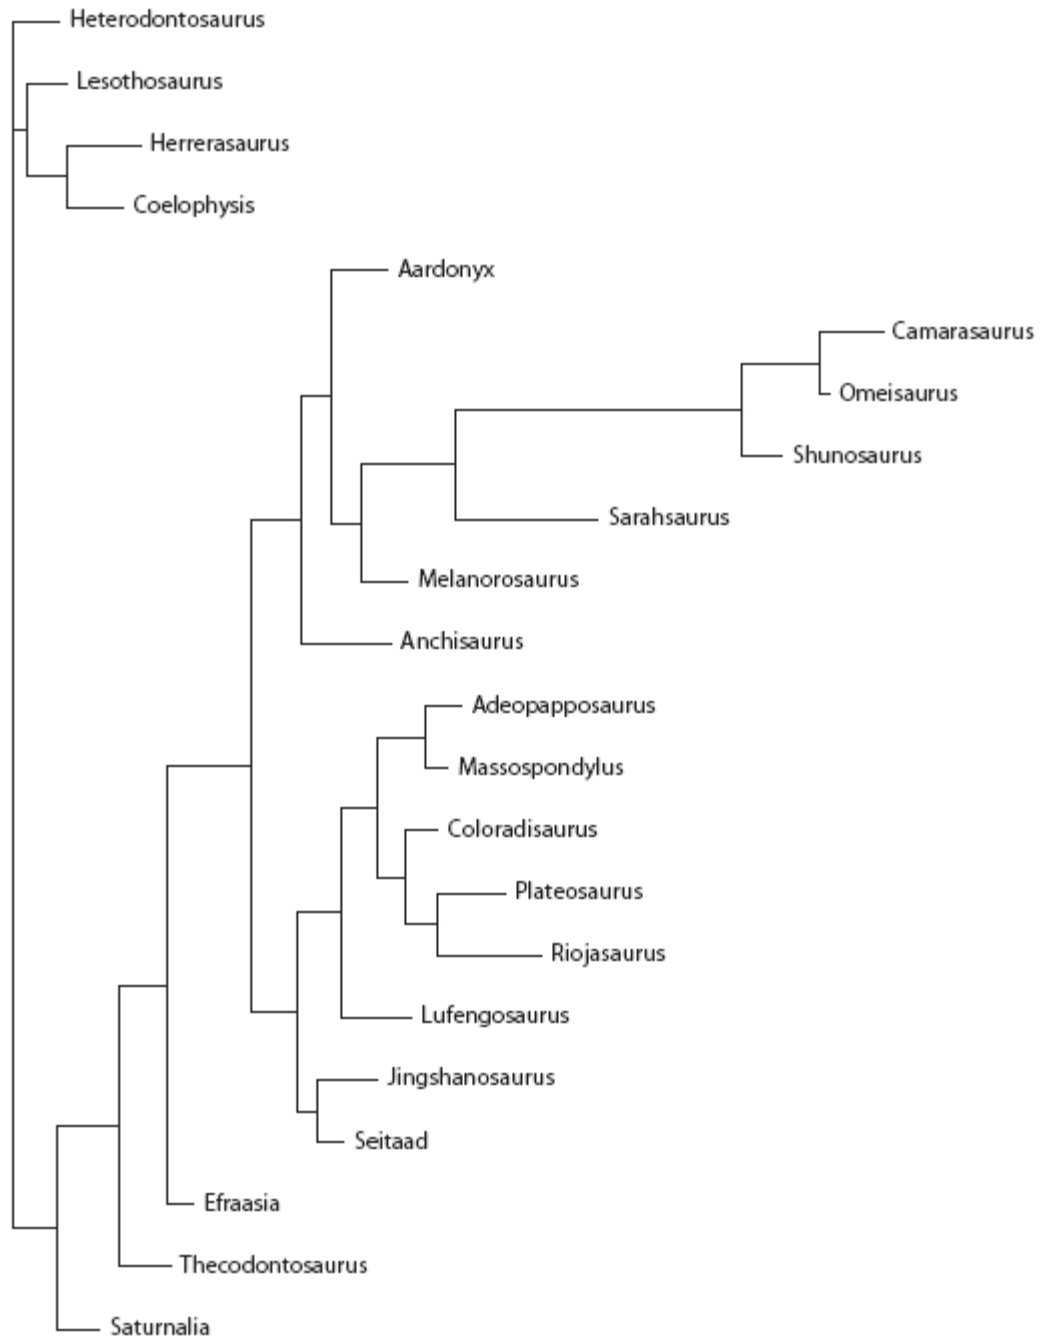 Heterodontosaurus
Lesothosaurus
Herrerasaurus
Coelophysis
Aardonyx
Camarasaurus
Omeisaurus
Shunosaurus
Sarahsaurus
Melanorosaurus
Anchisaurus
Adeopapposaurus
Massospondylus
Coloradisaurus
Plateosaurus
Riojasaurus
Lufengosaurus
Jingshanosaurus
Seitaad
Efraasia
Thecodontosaurus
Saturnalia